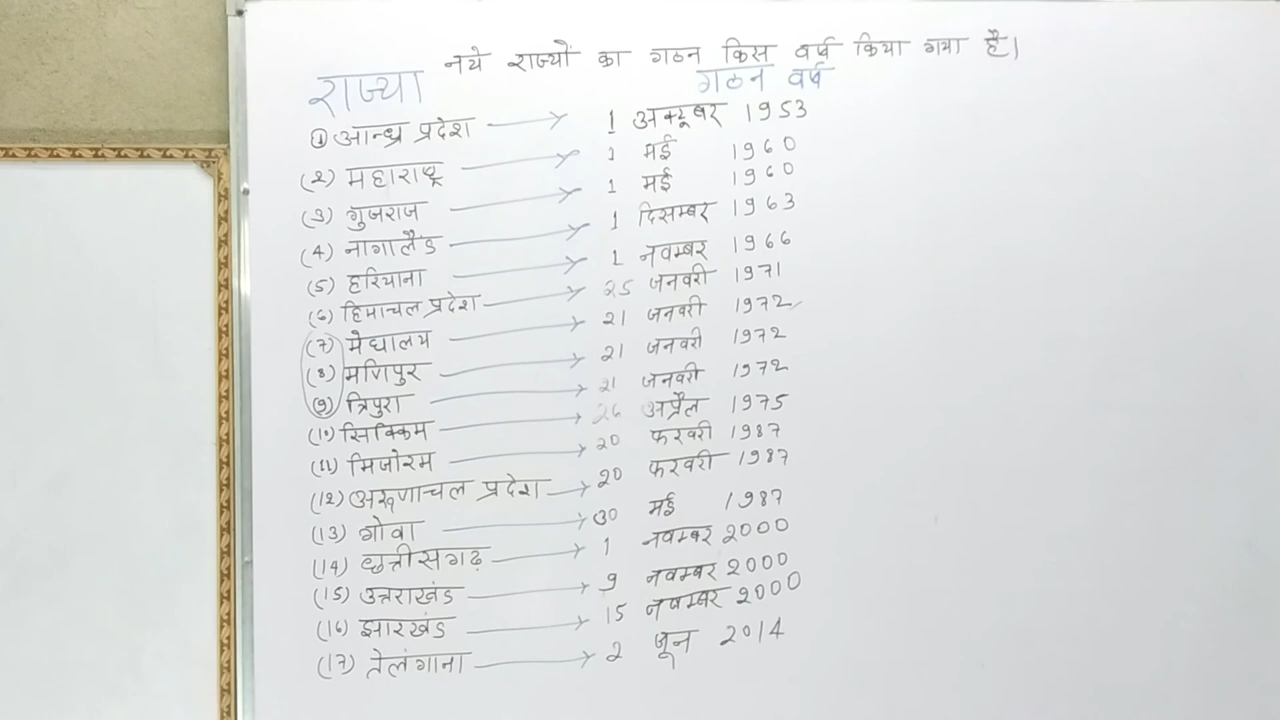 नये राज्यों का गठन किस वर्ष किया गया है।
राज्या गठन वर्ष
① आन्ध्र प्रदेश → 1 अक्टूबर 1953
(2) महाराष्ट्र → 1 मई 1960
(3) गुजराज → 1 मई 1960
(4) नागालैंड → 1 दिसम्बर 1963
(5) हरियाना → 1 नवम्बर 1966
(6) हिमाचल प्रदेश → 25 जनवरी 1971
(7) मेघालय → 21 जनवरी 1972
(8) मणिपुर → 21 जनवरी 1972
(9) त्रिपुरा → 21 जनवरी 1972
(10) सिक्किम → 26 अप्रैल 1975
(11) मिजोरम → 20 फरवरी 1987
(12) अरूणाचल प्रदेश → 20 फरवरी 1987
(13) गोवा → 30 मई 1987
(14) छत्तीसगढ़ → 1 नवम्बर 2000
(15) उत्तराखंड → 9 नवम्बर 2000
(16) झारखंड → 15 नवम्बर 2000
(17) तेलंगाना → 2 जून 2014